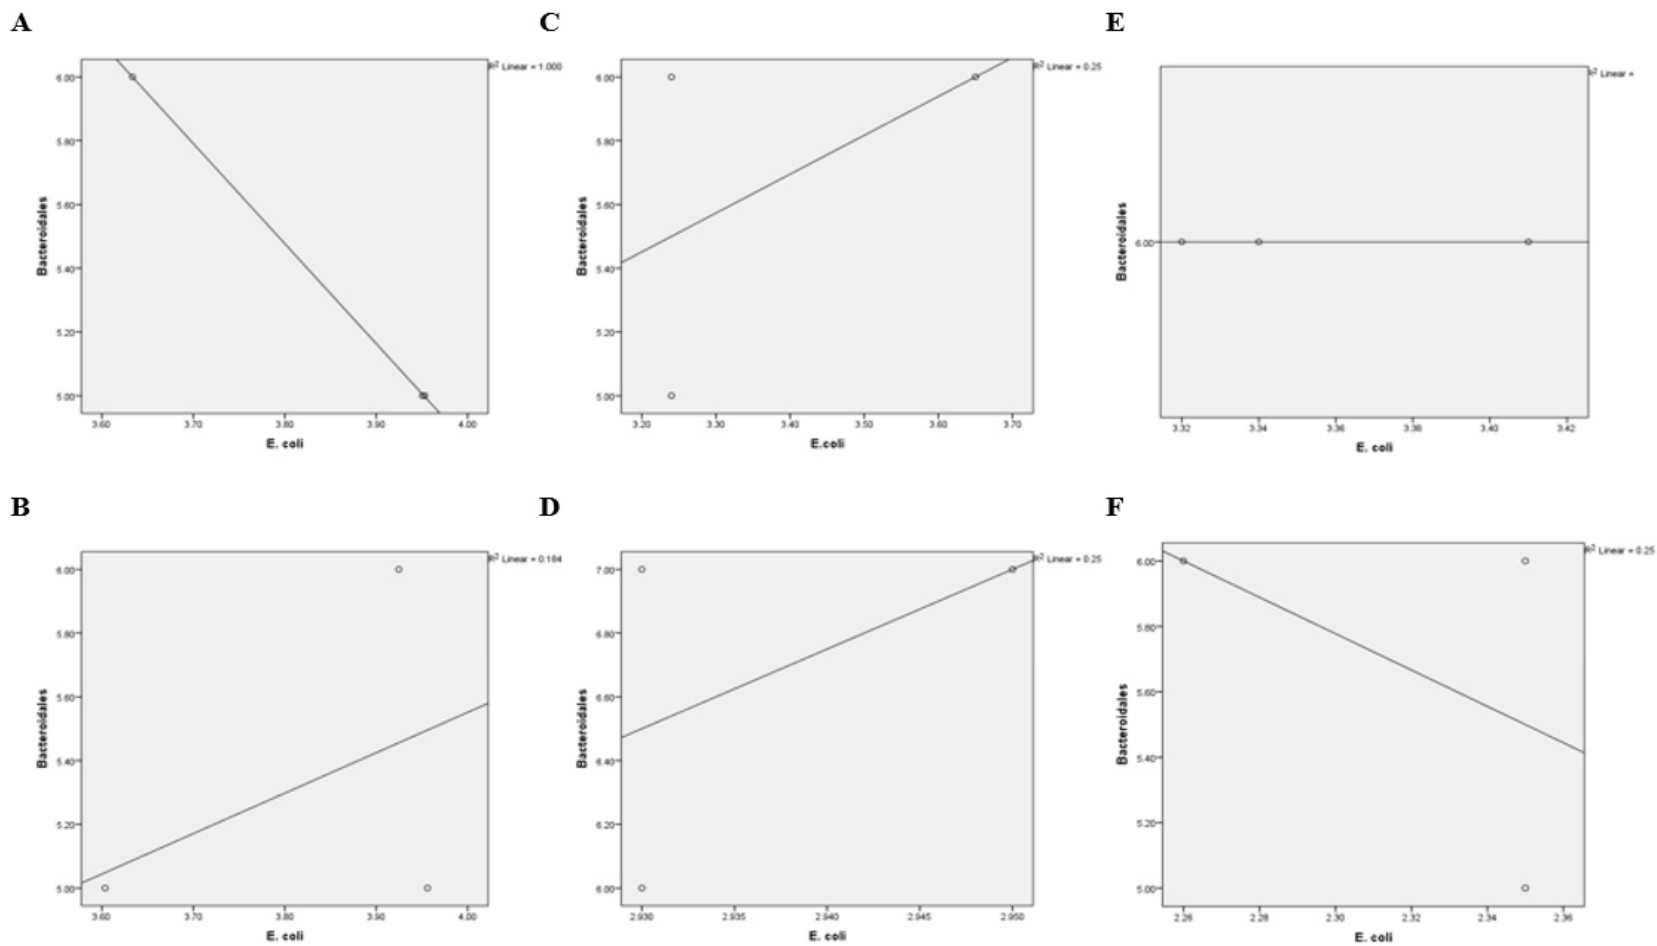 A
R² Linear = 1.000
6.00
5.80
5.60
5.40
5.20
5.00
Bacteroidales
3.60 3.70 3.80 3.90 4.00
E. coli
C
R² Linear = 0.25
6.00
5.80
5.60
5.40
5.20
5.00
Bacteroidales
3.20 3.30 3.40 3.50 3.60 3.70
E.coli
E
R² Linear =
6.00
Bacteroidales
3.32 3.34 3.36 3.38 3.40 3.42
E. coli
B
R² Linear = 0.184
6.00
5.80
5.60
5.40
5.20
5.00
Bacteroidales
3.60 3.70 3.80 3.90 4.00
E. coli
D
R² Linear = 0.25
7.00
6.80
6.60
6.40
6.20
6.00
Bacteroidales
2.930 2.935 2.940 2.945 2.950
E. coli
F
R² Linear = 0.25
6.00
5.80
5.60
5.40
5.20
5.00
Bacteroidales
2.26 2.28 2.30 2.32 2.34 2.36
E. coli